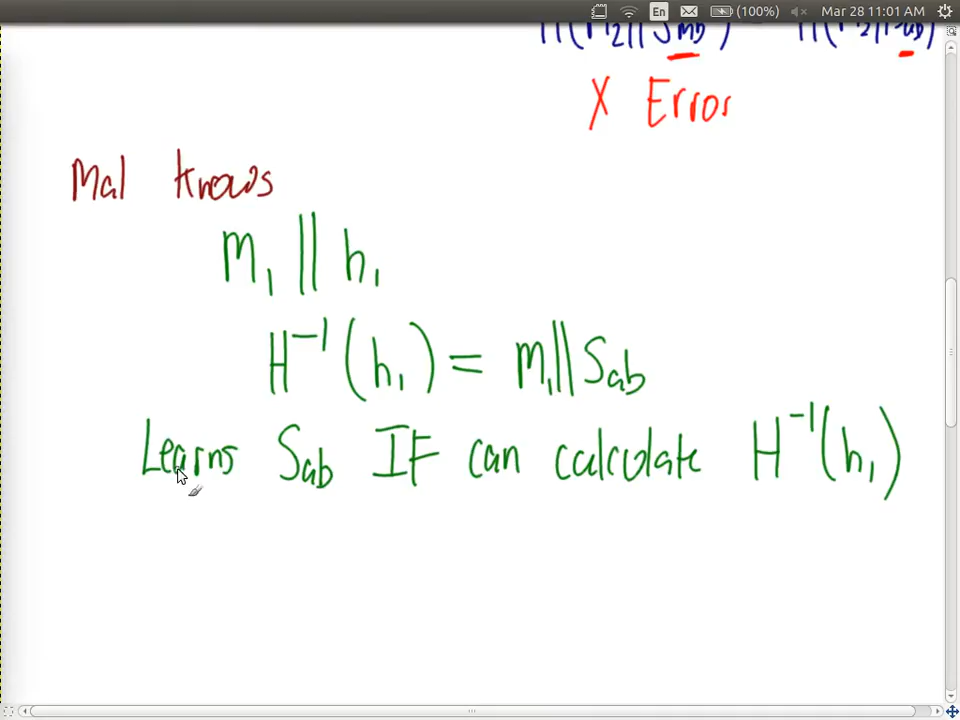 En (100%) Mar 28 11:01 AM
X Error
Mal knows
m₁ || h₁
H⁻¹(h₁) = m₁||Sab
Learns Sab IF can calculate H⁻¹(h₁)